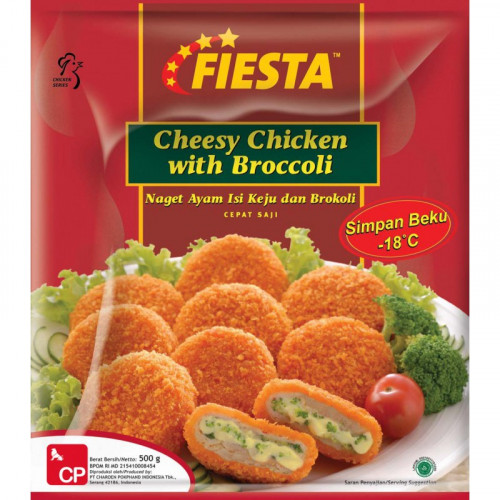 CHICKEN
SERIES
FIESTA™
Cheesy Chicken
with Broccoli
Naget Ayam Isi Keju dan Brokoli
CEPAT SAJI
Simpan Beku
-18°C
Berat Bersih/Netto: 500 g
BPOM RI MD 215410008454
Diproduksi oleh/Produced by:
PT CHAROEN POKPHAND INDONESIA Tbk.,
Serang 42186, Indonesia
CP
HALAL
Saran Penyajian/Serving Suggestion